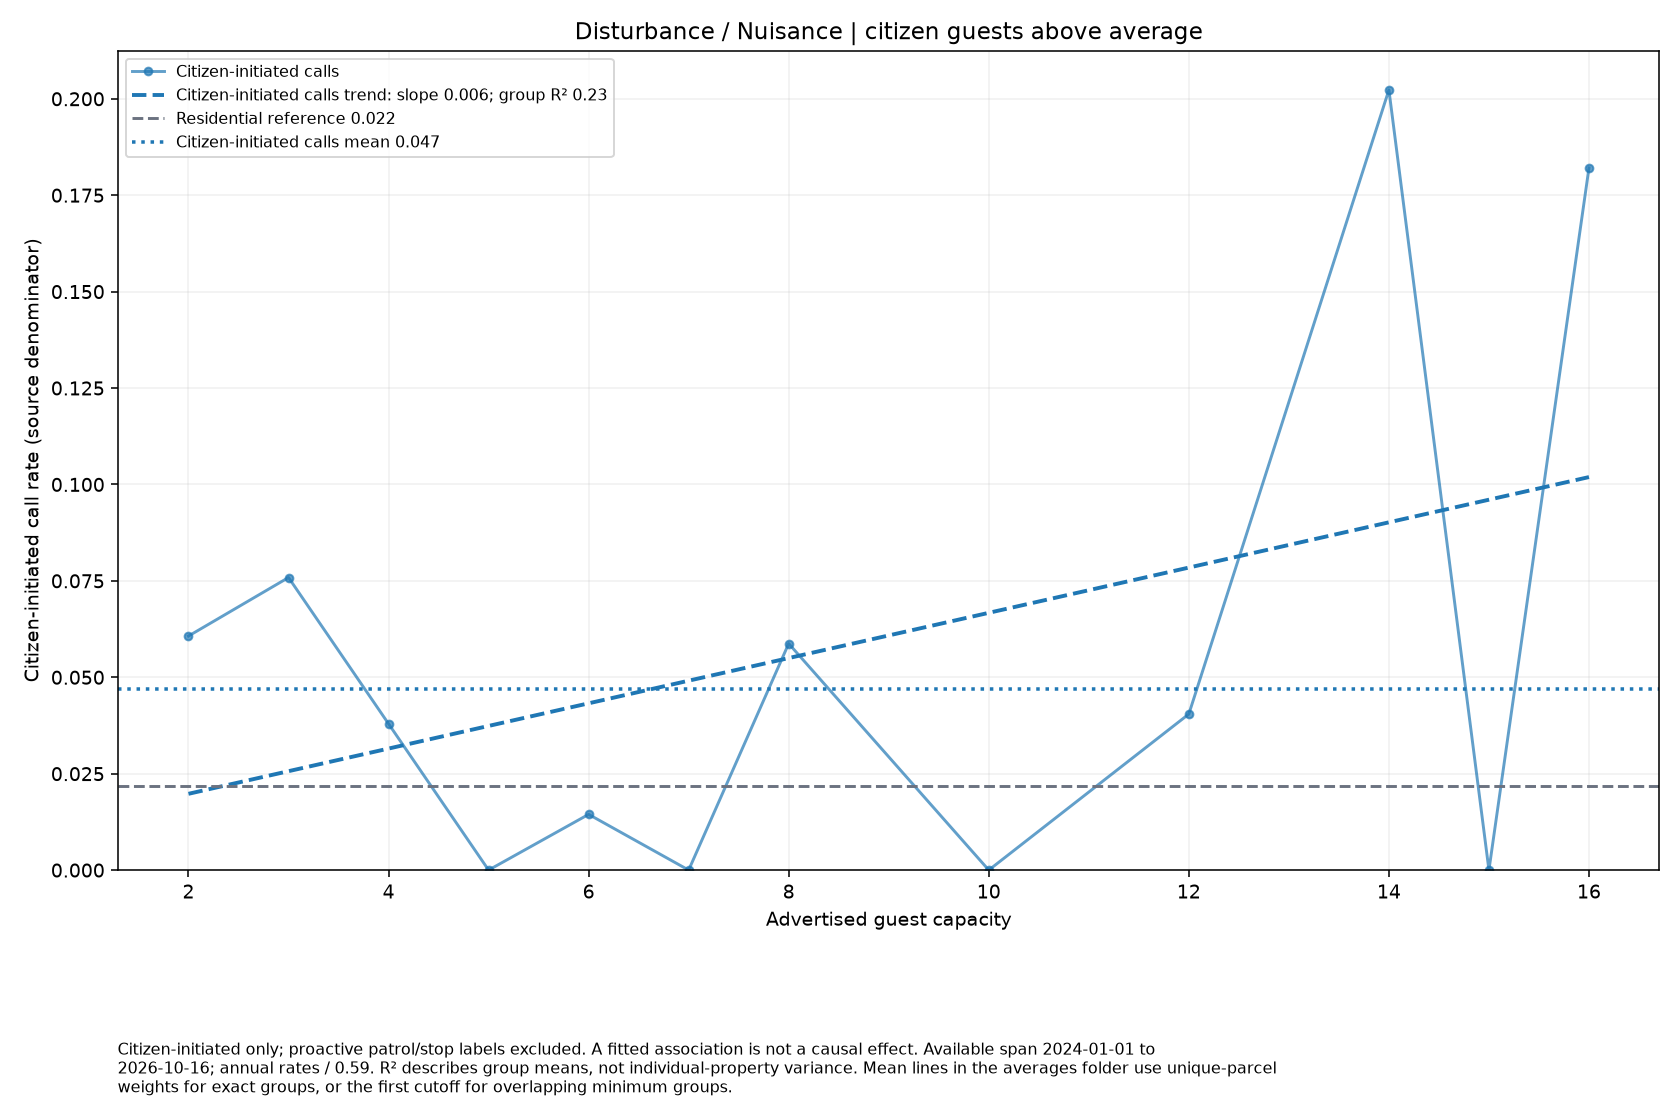 Disturbance / Nuisance | citizen guests above average
Citizen-initiated calls
Citizen-initiated calls trend: slope 0.006; group R² 0.23
Residential reference 0.022
Citizen-initiated calls mean 0.047
Citizen-initiated call rate (source denominator)
0.200
0.175
0.150
0.125
0.100
0.075
0.050
0.025
0.000
2 4 6 8 10 12 14 16
Advertised guest capacity
Citizen-initiated only; proactive patrol/stop labels excluded. A fitted association is not a causal effect. Available span 2024-01-01 to
2026-10-16; annual rates / 0.59. R² describes group means, not individual-property variance. Mean lines in the averages folder use unique-parcel
weights for exact groups, or the first cutoff for overlapping minimum groups.